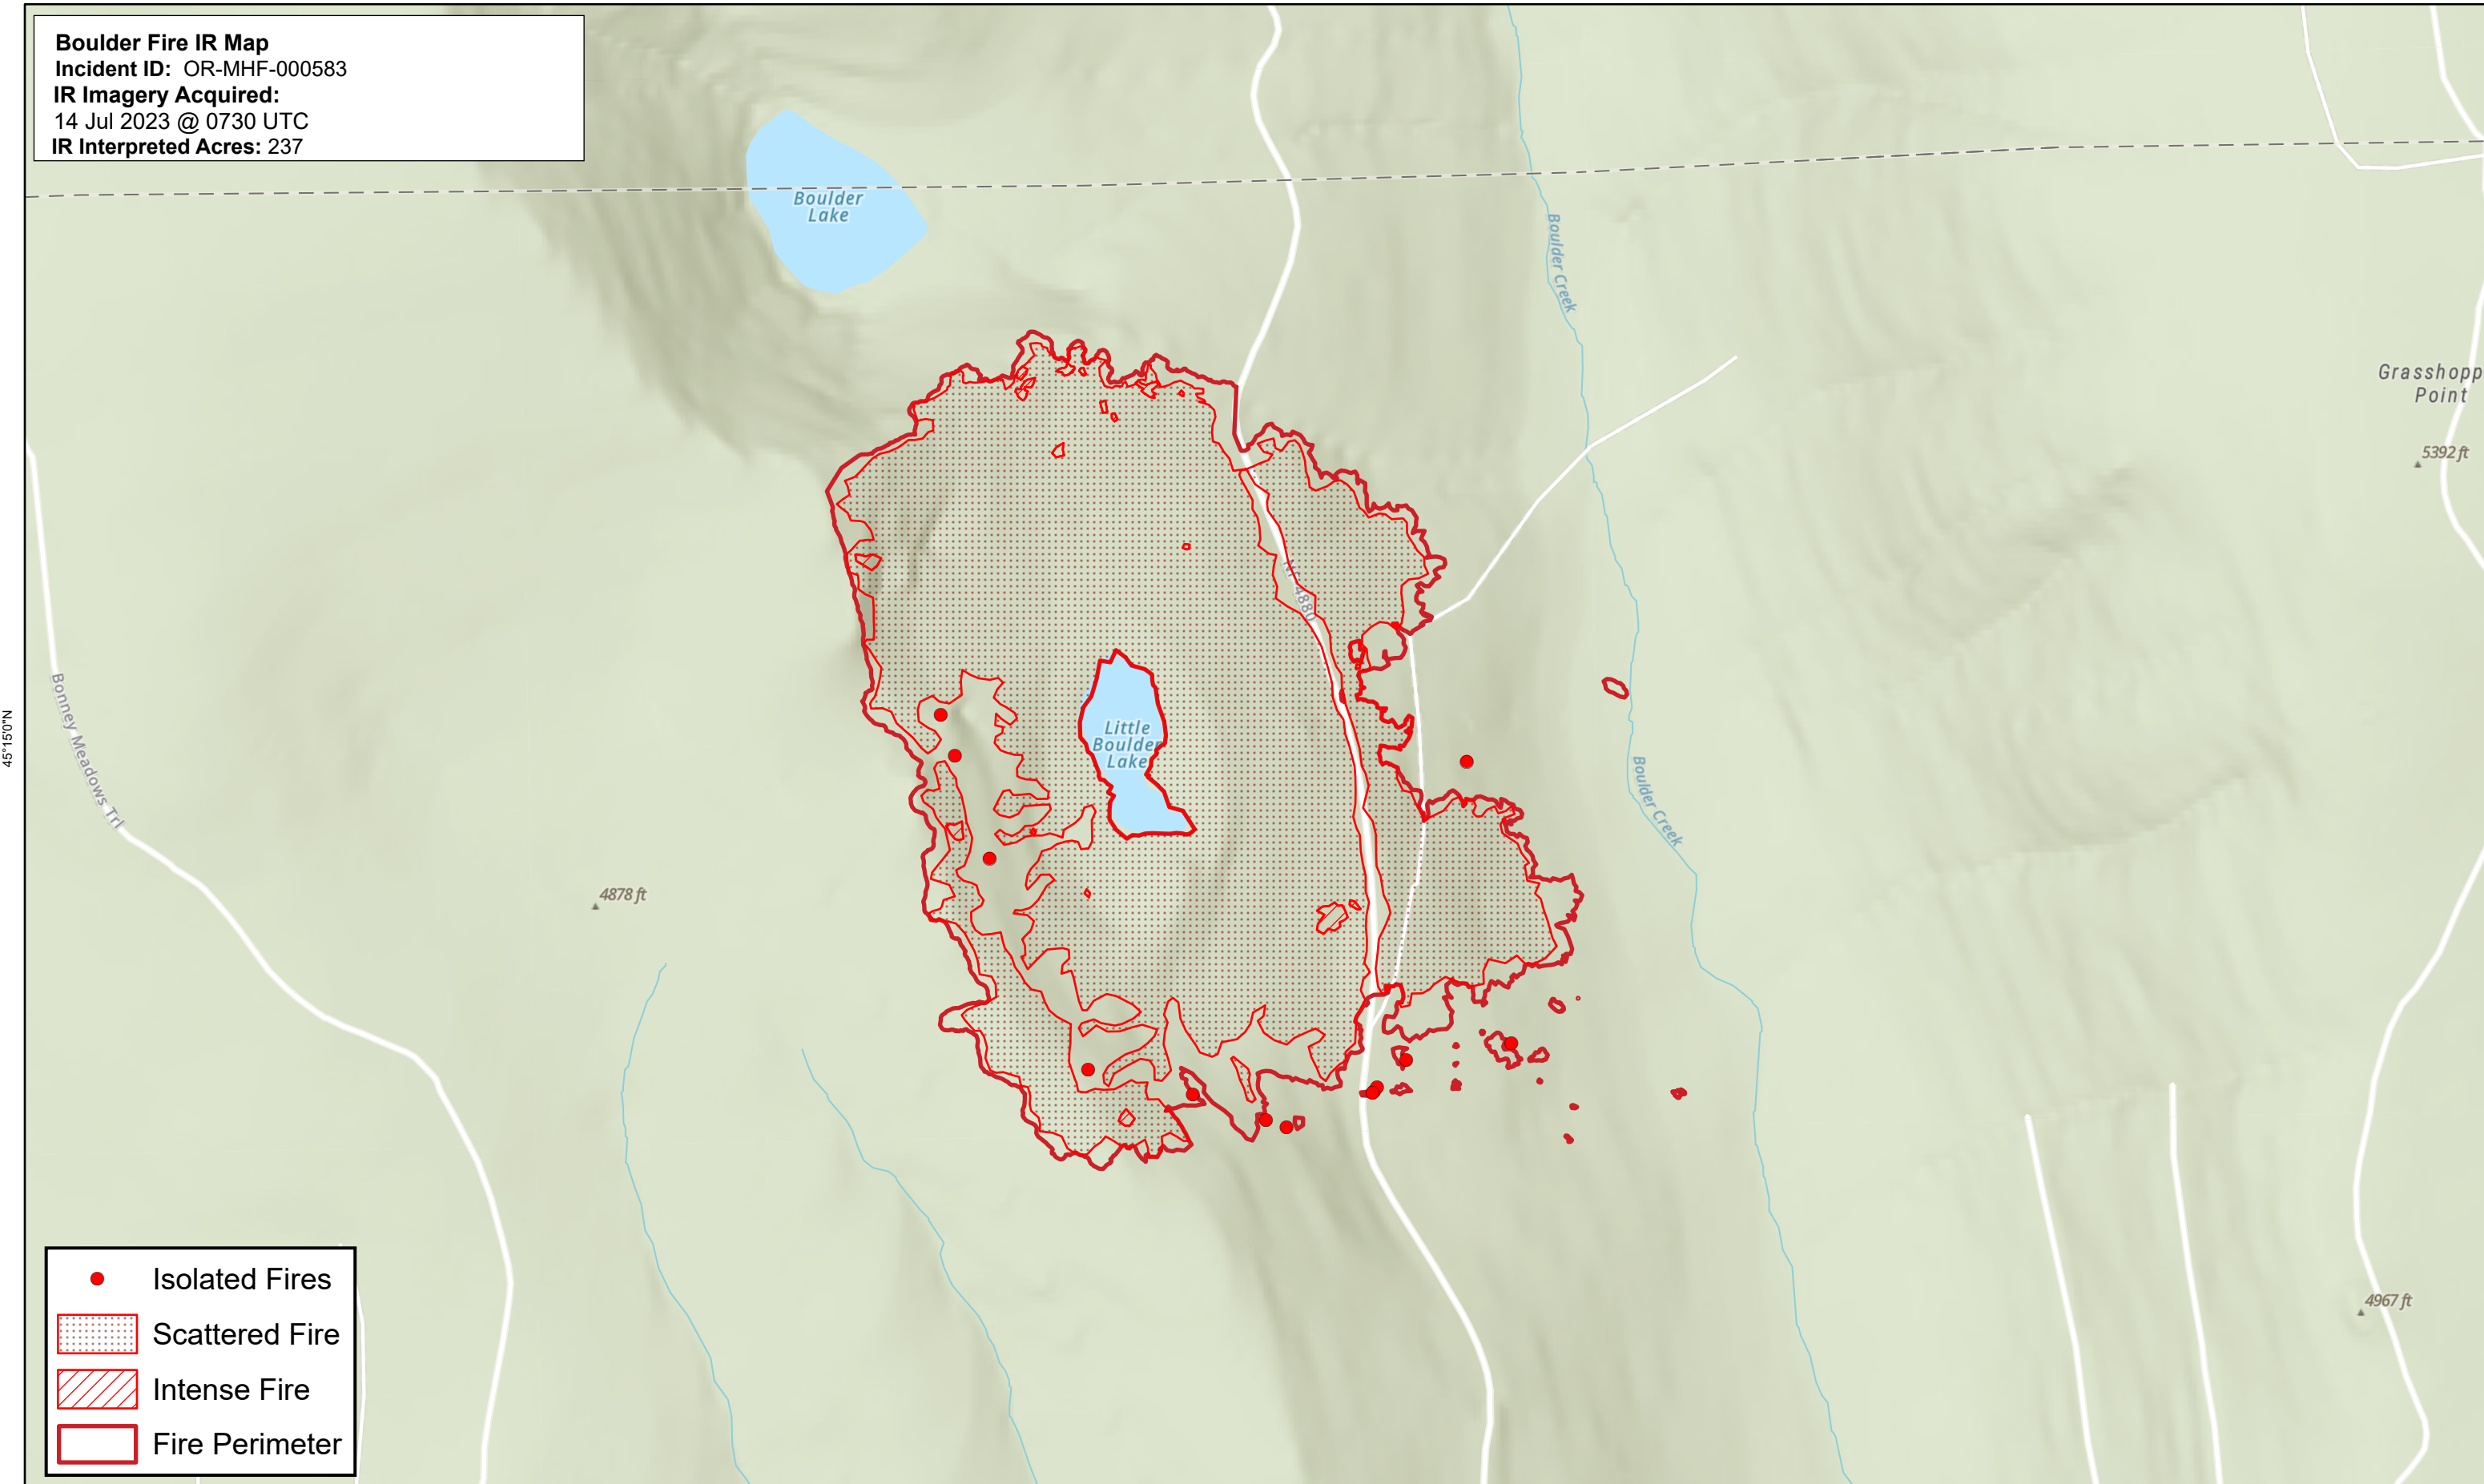 Boulder Fire IR Map
Incident ID: OR-MHF-000583
IR Imagery Acquired:
14 Jul 2023 @ 0730 UTC
IR Interpreted Acres: 237
Boulder
Lake
Boulder Creek
Grasshopp
Point
5392 ft
4880
Bonney Meadows Trl
45°15'0"N
Little
Boulder
Lake
Boulder Creek
4878 ft
4967 ft
Isolated Fires
Scattered Fire
Intense Fire
Fire Perimeter